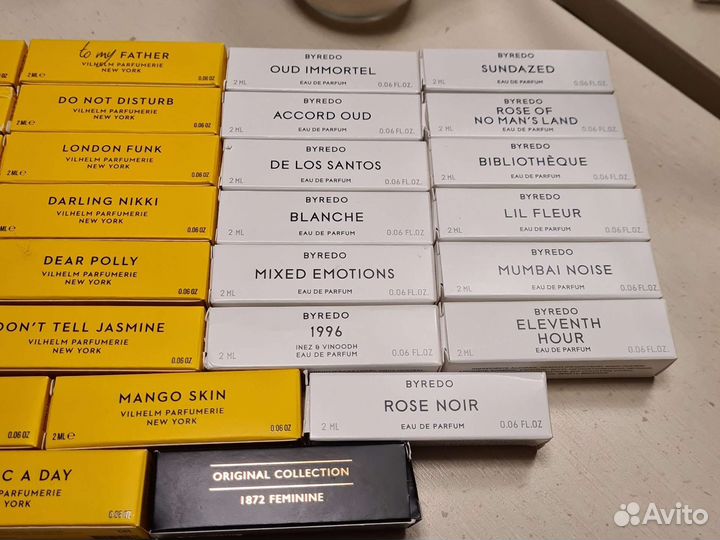 to my FATHER
VILHELM PARFUMERIE
NEW YORK
2 ML e
0.06 OZ
BYREDO
OUD IMMORTEL
EAU DE PARFUM
2 ML
0.06 FL.OZ
BYREDO
SUNDAZED
EAU DE PARFUM
2 ML
0.06 FL.OZ.
DO NOT DISTURB
VILHELM PARFUMERIE
NEW YORK
2 ML e
0.06 OZ
BYREDO
ACCORD OUD
EAU DE PARFUM
2 ML
0.06 FL.OZ.
BYREDO
ROSE OF
NO MAN'S LAND
EAU DE PARFUM
2 ML
0.06 FL.OZ.
LONDON FUNK
VILHELM PARFUMERIE
NEW YORK
0.06 OZ
BYREDO
DE LOS SANTOS
EAU DE PARFUM
2 ML
0.06 FL.OZ.
BYREDO
BIBLIOTHÈQUE
EAU DE PARFUM
2 ML
0.06 FL.OZ.
DARLING NIKKI
VILHELM PARFUMERIE
NEW YORK
0.06 OZ
BYREDO
BLANCHE
EAU DE PARFUM
2 ML
0.06 FL.OZ.
BYREDO
LIL FLEUR
EAU DE PARFUM
2 ML
0.06 FL.OZ.
DEAR POLLY
VILHELM PARFUMERIE
NEW YORK
0.06 OZ
BYREDO
MIXED EMOTIONS
EAU DE PARFUM
2 ML
0.06 FL.OZ.
BYREDO
MUMBAI NOISE
EAU DE PARFUM
2 ML
0.06 FL.OZ.
DON'T TELL JASMINE
VILHELM PARFUMERIE
NEW YORK
0.06 OZ
BYREDO
1996
INEZ & VINOODH
EAU DE PARFUM
2 ML
0.06 FL.OZ
BYREDO
ELEVENTH
HOUR
EAU DE PARFUM
2 ML
0.06 FL.OZ.
0.06 OZ
MANGO SKIN
VILHELM PARFUMERIE
NEW YORK
2 ML e
0.06 OZ
BYREDO
ROSE NOIR
EAU DE PARFUM
2 ML
0.06 FL.OZ
C A DAY
PARFUMERIE
YORK
0.06 OZ
ORIGINAL COLLECTION
1872 FEMININE
Avito